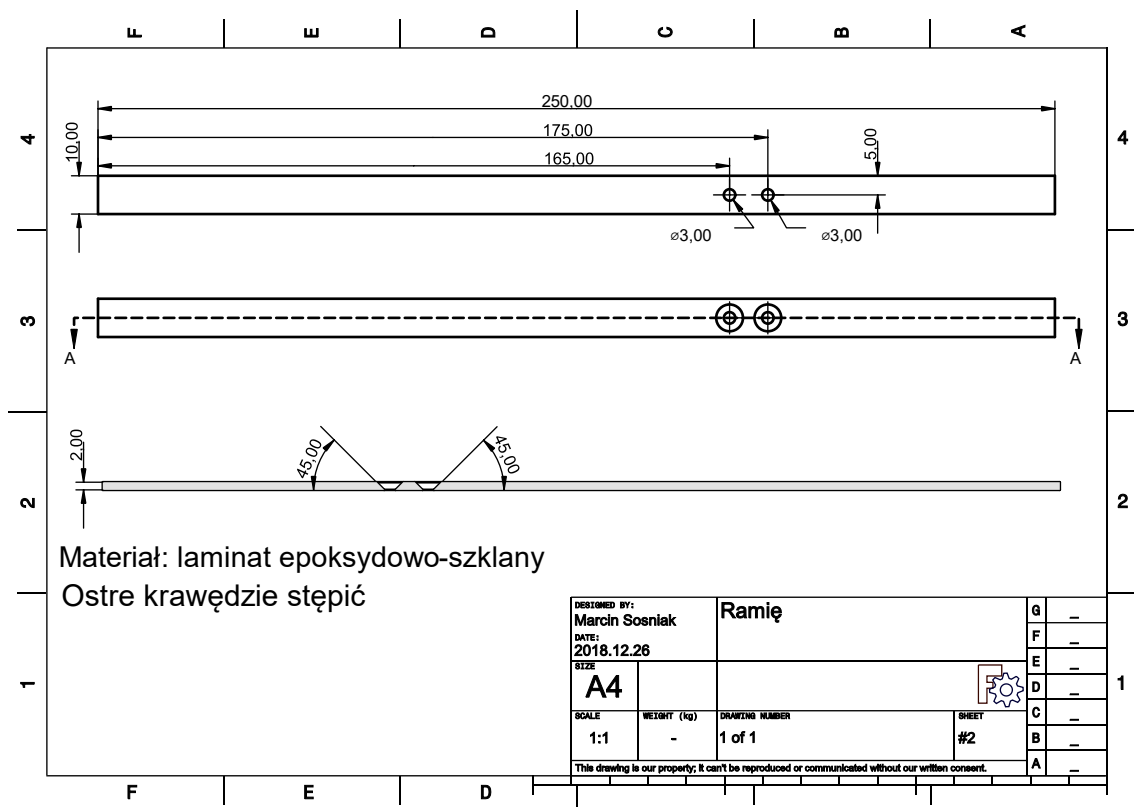 F E D C B A
4 4
250,00
175,00
165,00
10,00
5,00
⌀3,00 ⌀3,00
3 3
A A
2,00
45,00 45,00
2 2
Materiał: laminat epoksydowo-szklany
Ostre krawędzie stępić
1 1
DESIGNED BY:
Marcin Sosniak
DATE:
2018.12.26
Ramię
SIZE
A4
SCALE
1:1
WEIGHT (kg)
-
DRAWING NUMBER
1 of 1
SHEET
#2
This drawing is our property; it can't be reproduced or communicated without our written consent.
G _
F _
E _
D _
C _
B _
A _
F E D